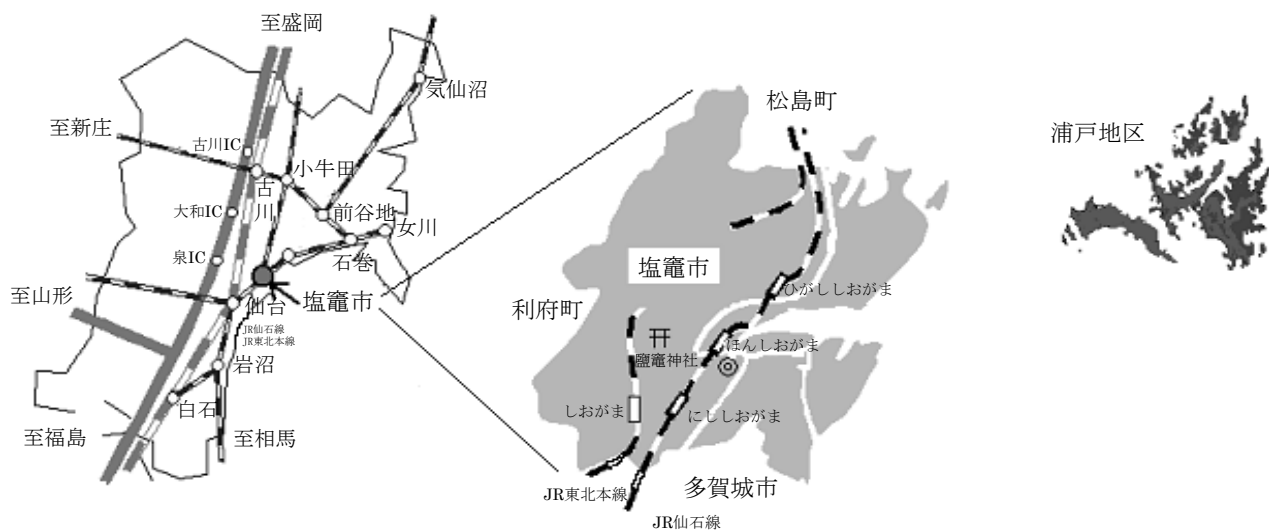 至盛岡
気仙沼
至新庄
古川IC
小牛田
古川
大和IC
前谷地
女川
石巻
泉IC
塩竈市
至山形
仙台
JR仙石線
JR東北本線
岩沼
白石
至福島
至相馬
松島町
塩竈市
ひがししおがま
利府町
鹽竈神社
ほんしおがま
しおがま
にししおがま
JR東北本線
多賀城市
JR仙石線
浦戸地区